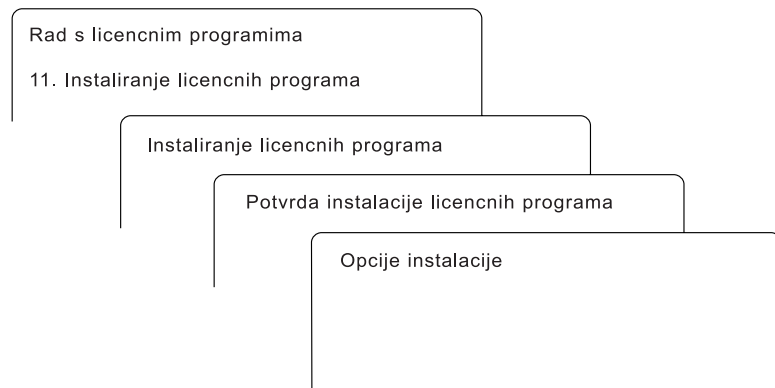 Rad s licencnim programima
11. Instaliranje licencnih programa
Instaliranje licencnih programa
Potvrda instalacije licencnih programa
Opcije instalacije